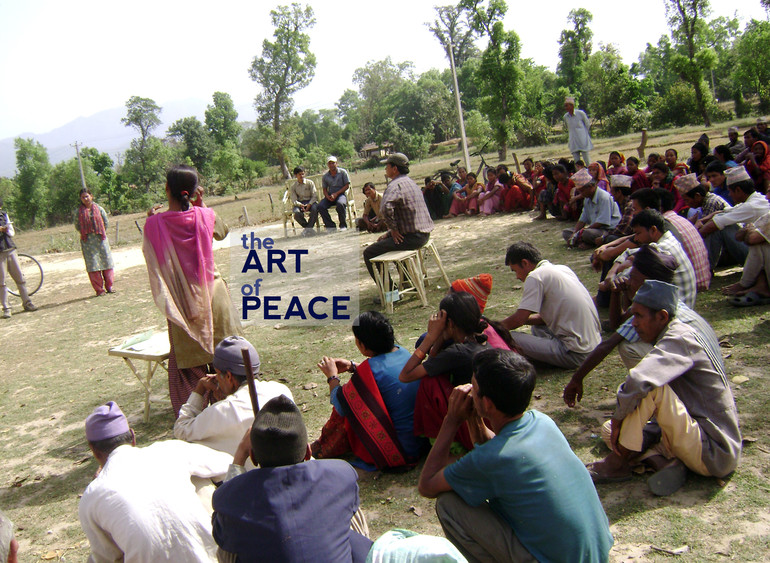 the
ART
of
PEACE